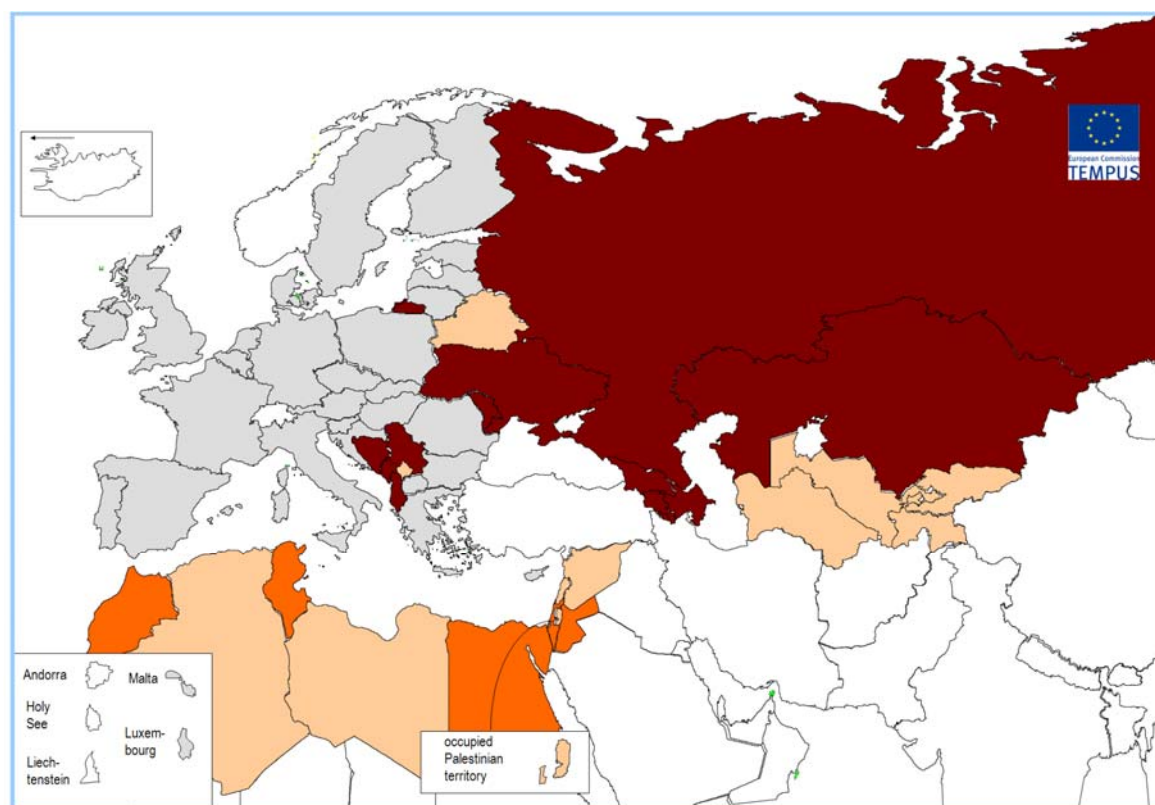 European Commission
TEMPUS
Andorra
Malta
Holy
See
Luxem-
bourg
Liech-
tenstein
occupied
Palestinian
territory